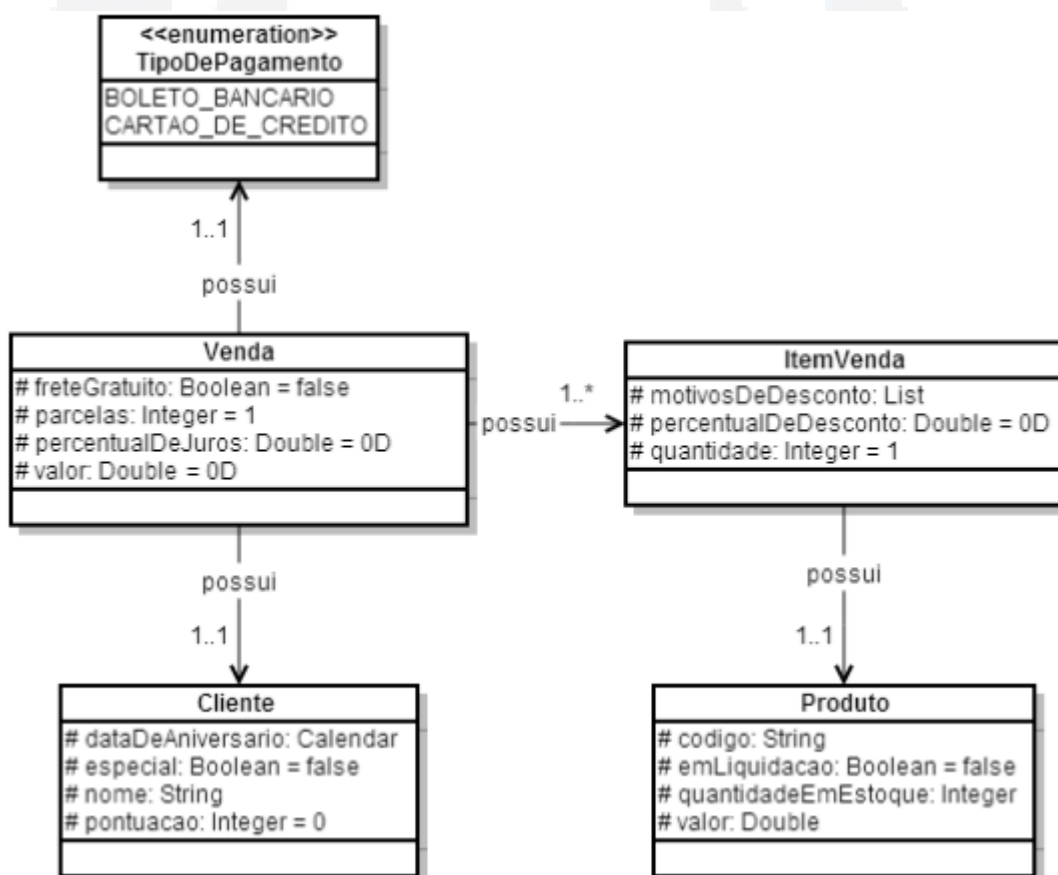 <<enumeration>>
TipoDePagamento
BOLETO_BANCARIO
CARTAO_DE_CREDITO
1..1
possui
Venda
# freteGratuito: Boolean = false
# parcelas: Integer = 1
# percentualDeJuros: Double = 0D
# valor: Double = 0D
possui
1..*
ItemVenda
# motivosDeDesconto: List
# percentualDeDesconto: Double = 0D
# quantidade: Integer = 1
possui
1..1
possui
1..1
Cliente
# dataDeAniversario: Calendar
# especial: Boolean = false
# nome: String
# pontuacao: Integer = 0
Produto
# codigo: String
# emLiquidacao: Boolean = false
# quantidadeEmEstoque: Integer
# valor: Double